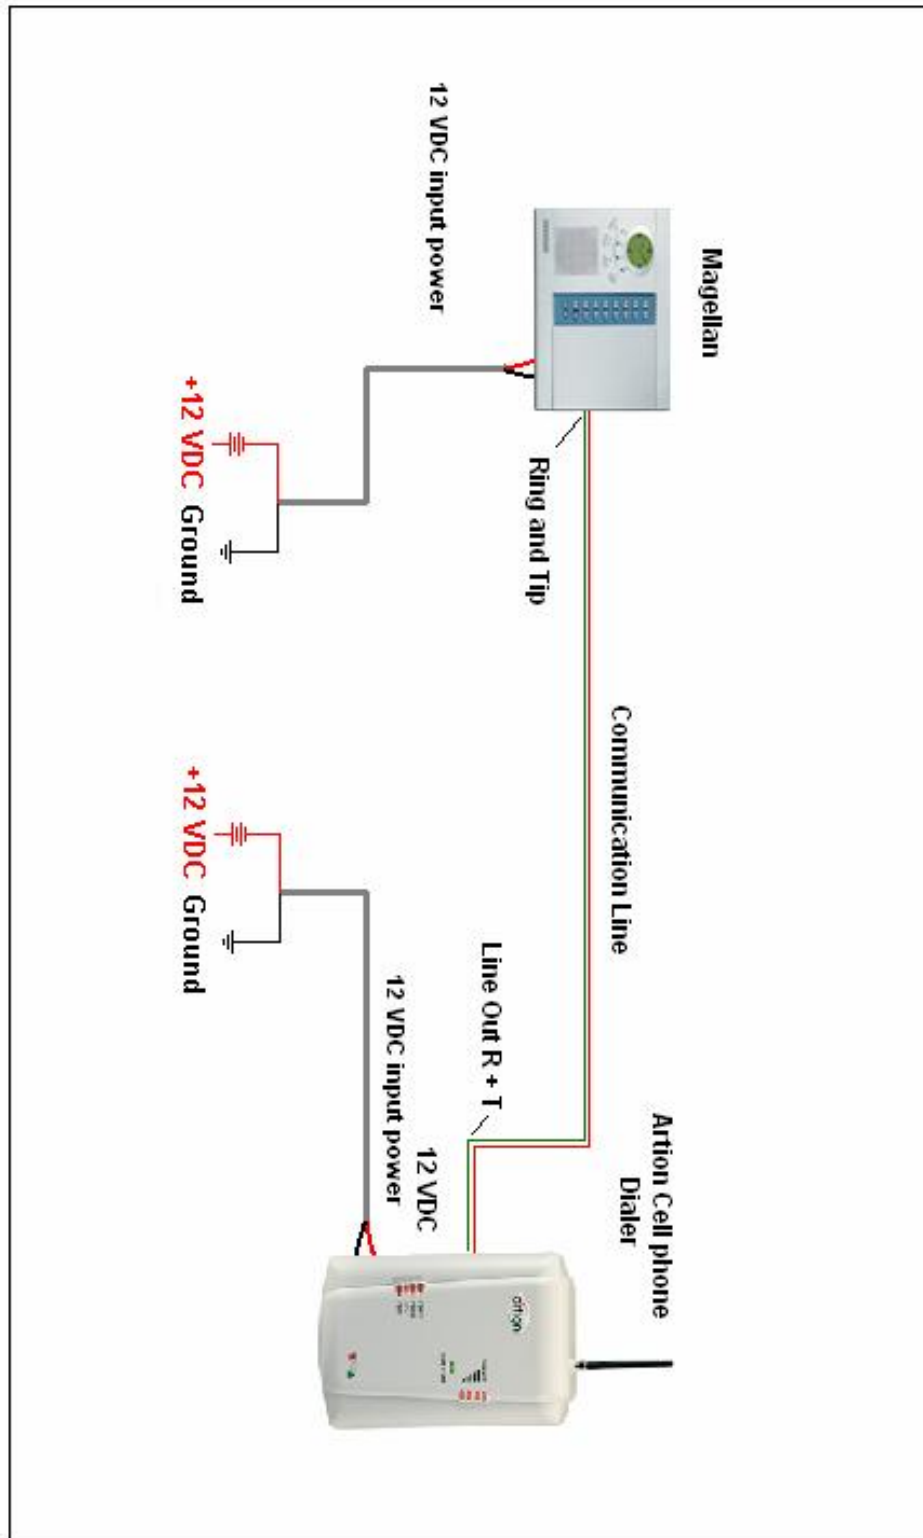 Magellan
12 VDC input power
Ring and Tip
+12 VDC Ground
Communication Line
Artion Cell phone
Dialer
Line Out R + T
12 VDC
12 VDC input power
+12 VDC Ground